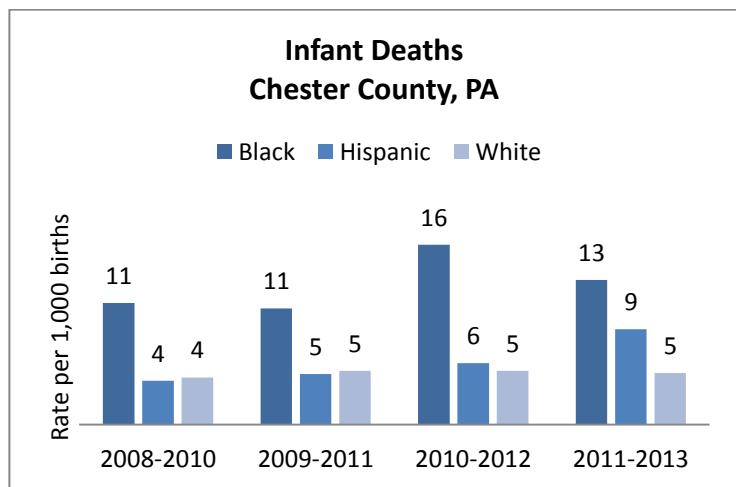 Infant Deaths
Chester County, PA
Black Hispanic White
Rate per 1,000 births
11 4 4
11 5 5
16 6 5
13 9 5
2008-2010 2009-2011 2010-2012 2011-2013